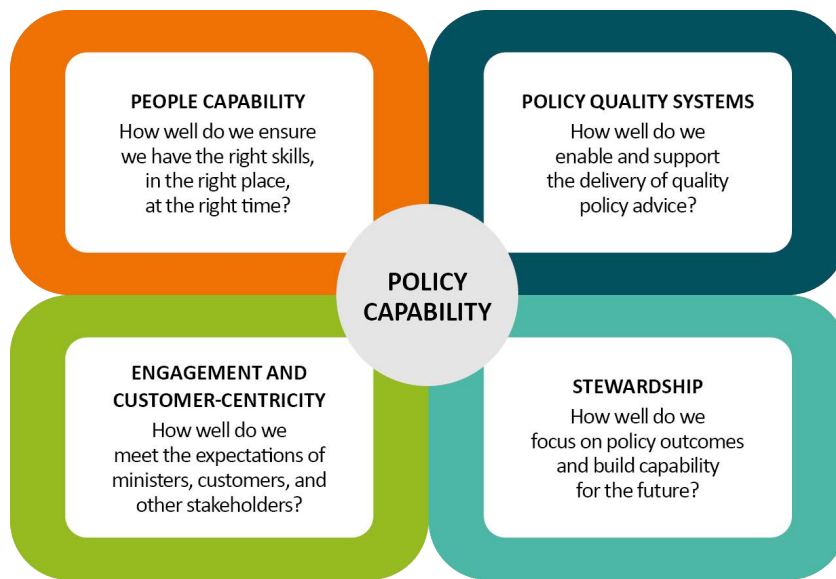 PEOPLE CAPABILITY
How well do we ensure
we have the right skills,
in the right place,
at the right time?
POLICY QUALITY SYSTEMS
How well do we
enable and support
the delivery of quality
policy advice?
POLICY
CAPABILITY
ENGAGEMENT AND
CUSTOMER-CENTRICITY
How well do we
meet the expectations of
ministers, customers, and
other stakeholders?
STEWARDSHIP
How well do we
focus on policy outcomes
and build capability
for the future?